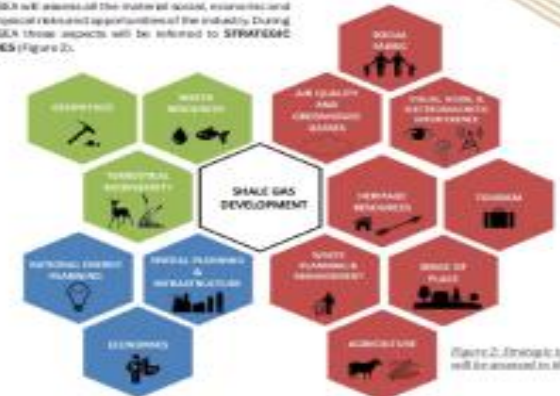 SEA will assess all the material social, economic and
risks and opportunities of the industry. During
SEA these aspects will be referred to STRATEGIC
ES (Figure 2).
SOCIAL
FABRIC
GEOPHYSICS
WATER
RESOURCES
AIR QUALITY
AND
GREENHOUSE
GASSES
VISUAL, NOISE &
ELECTROMAGNETIC
INTERFERENCE
TERRESTRIAL
BIODIVERSITY
SHALE GAS
DEVELOPMENT
HERITAGE
RESOURCES
TOURISM
NATIONAL ENERGY
PLANNING
SPATIAL PLANNING
&
INFRASTRUCTURE
WASTE
PLANNING &
MANAGEMENT
SENSE OF
PLACE
ECONOMICS
AGRICULTURE
Figure 2: Strategic
will be assessed in